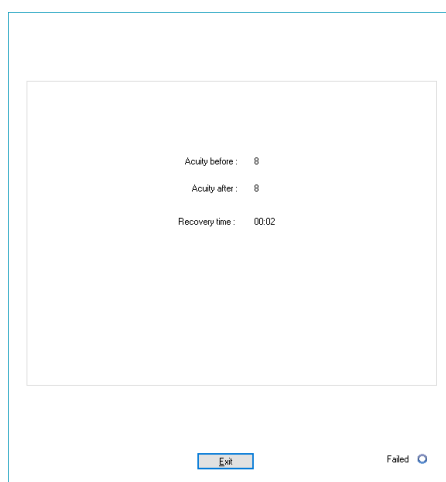 Acuity before : 8
Acuity after : 8
Recovery time : 00:02
Exit
Failed